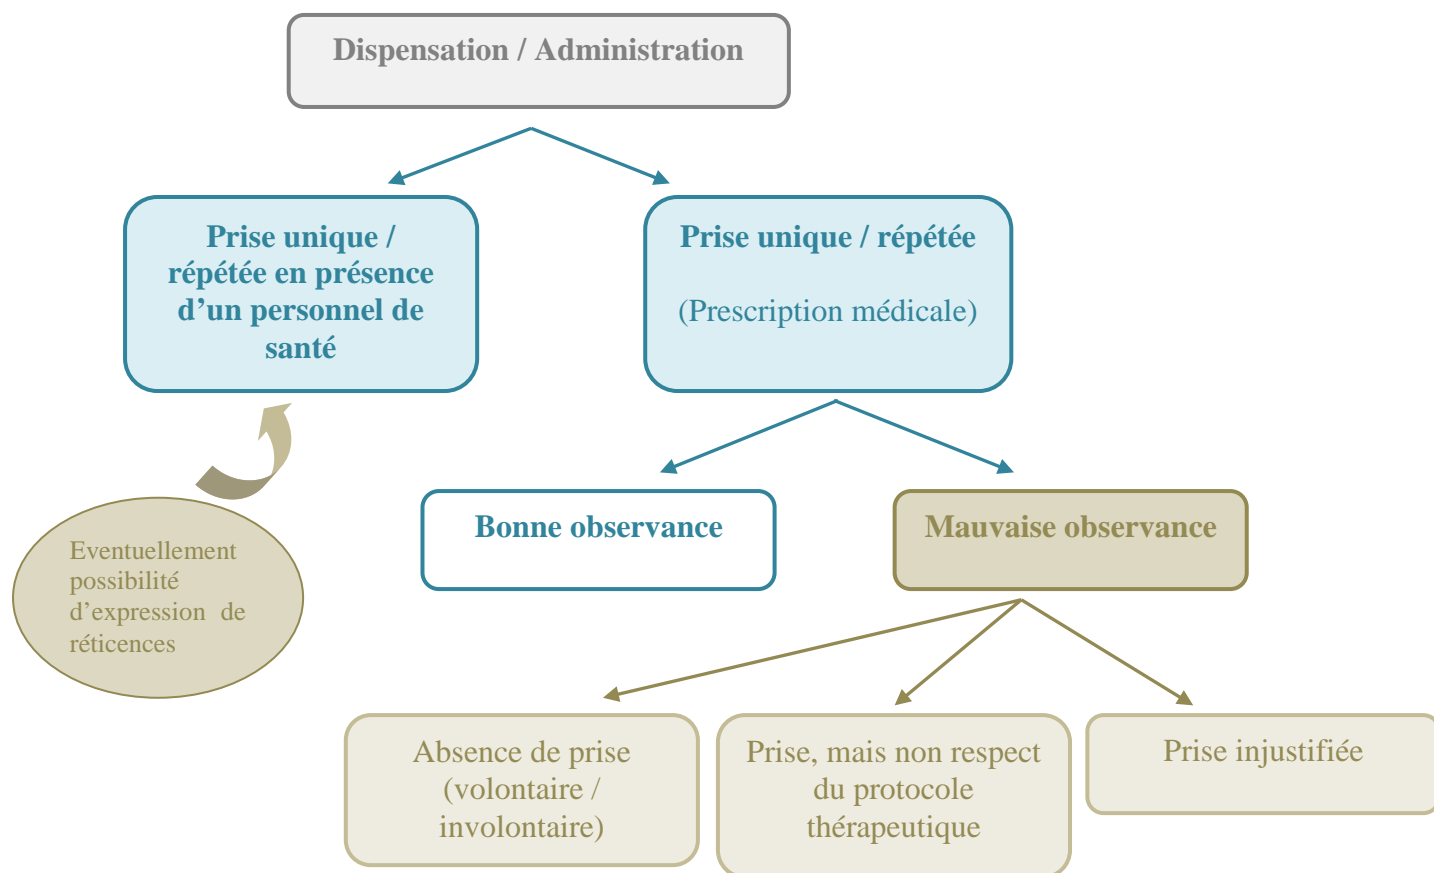 Dispensation / Administration
Prise unique /
répétée en présence
d’un personnel de
santé
Prise unique / répétée
(Prescription médicale)
Eventuellement
possibilité
d’expression de
réticences
Bonne observance
Mauvaise observance
Absence de prise
(volontaire /
involontaire)
Prise, mais non respect
du protocole
thérapeutique
Prise injustifiée